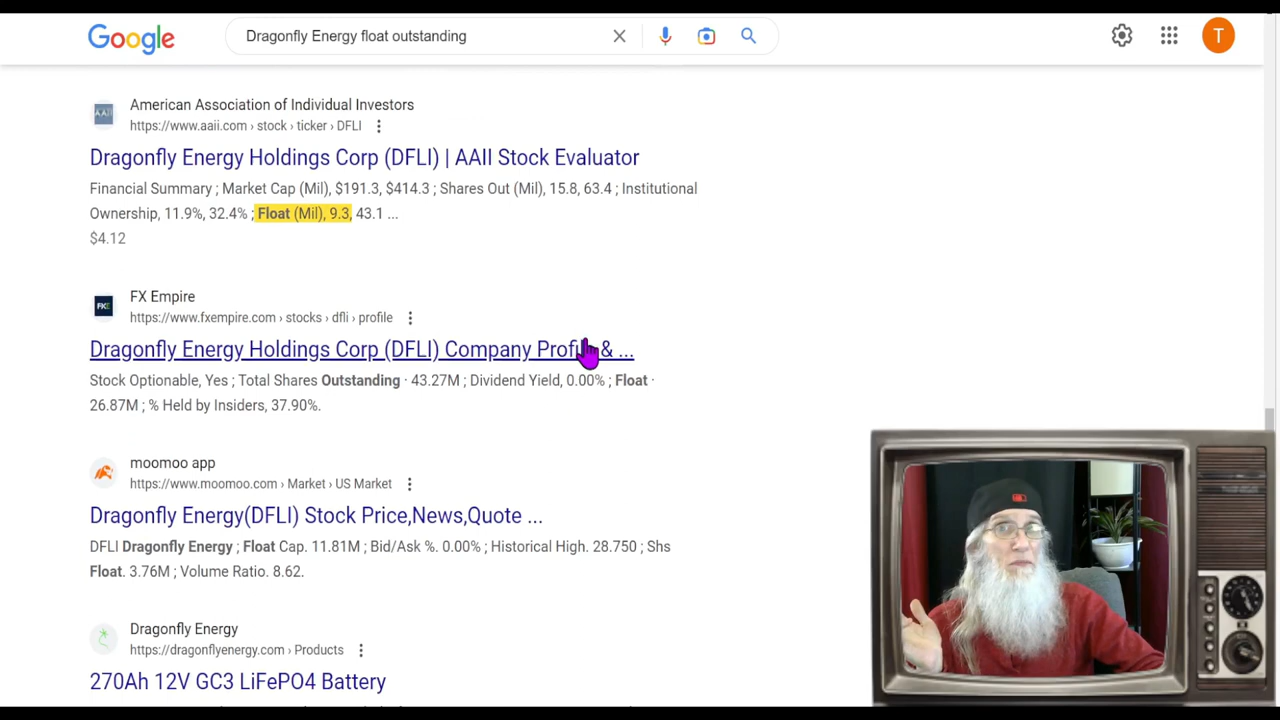 Google
Dragonfly Energy float outstanding
T
American Association of Individual Investors
AAII
https://www.aaii.com › stock › ticker › DFLI
Dragonfly Energy Holdings Corp (DFLI) | AAII Stock Evaluator
Financial Summary ; Market Cap (Mil), $191.3, $414.3 ; Shares Out (Mil), 15.8, 63.4 ; Institutional
Ownership, 11.9%, 32.4% ; Float (Mil), 9.3, 43.1 ...
$4.12
FX Empire
FXE
https://www.fxempire.com › stocks › dfli › profile
Dragonfly Energy Holdings Corp (DFLI) Company & ...
Stock Optionable, Yes ; Total Shares Outstanding · 43.27M ; Dividend Yield, 0.00% ; Float ·
26.87M ; % Held by Insiders, 37.90%.
moomoo app
https://www.moomoo.com › Market › US Market
Dragonfly Energy(DFLI) Stock Price,News,Quote ...
DFLI Dragonfly Energy ; Float Cap. 11.81M ; Bid/Ask %. 0.00% ; Historical High. 28.750 ; Shs
Float. 3.76M ; Volume Ratio. 8.62.
Dragonfly Energy
https://dragonflyenergy.com › Products
270Ah 12V GC3 LiFePO4 Battery